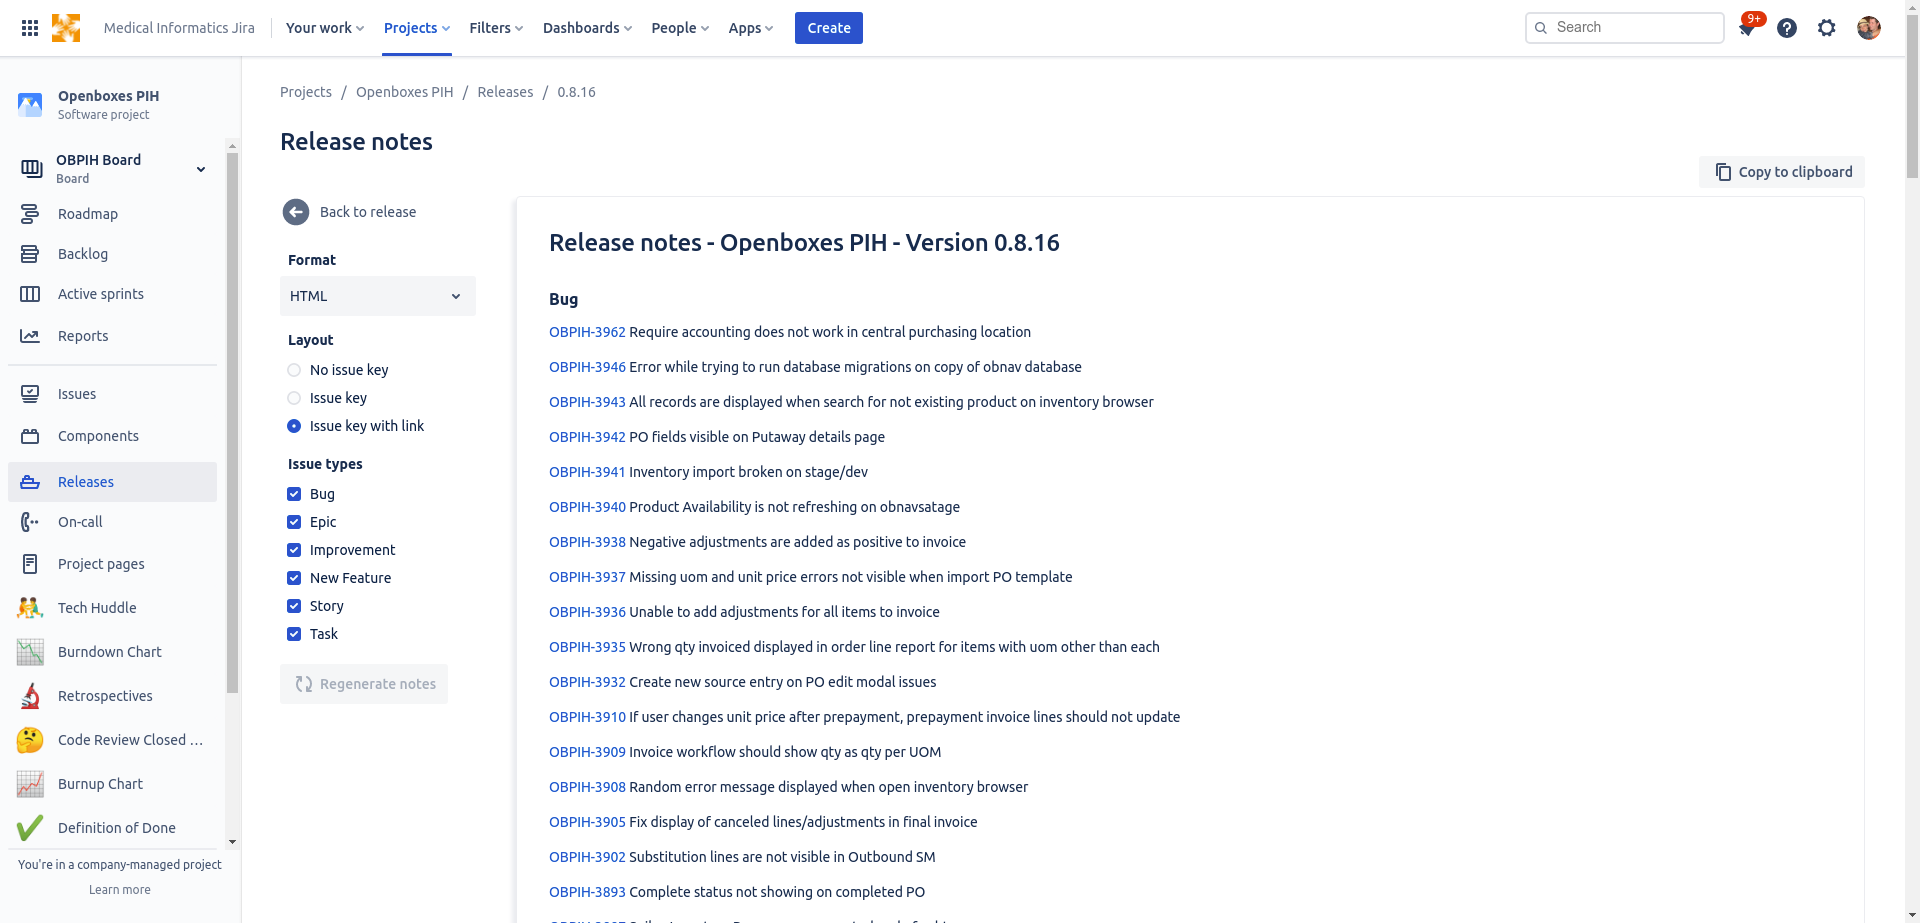 Medical Informatics Jira
Your work
Projects
Filters
Dashboards
People
Apps
Create
Search
9+
Openboxes PIH
Software project
OBPIH Board
Board
Roadmap
Backlog
Active sprints
Reports
Issues
Components
Releases
On-call
Project pages
Tech Huddle
Burndown Chart
Retrospectives
Code Review Closed ...
Burnup Chart
Definition of Done
You're in a company-managed project
Learn more
Projects / Openboxes PIH / Releases / 0.8.16
Release notes
Copy to clipboard
Back to release
Format
HTML
Layout
No issue key
Issue key
Issue key with link
Issue types
Bug
Epic
Improvement
New Feature
Story
Task
Regenerate notes
Release notes - Openboxes PIH - Version 0.8.16
Bug
OBPIH-3962 Require accounting does not work in central purchasing location
OBPIH-3946 Error while trying to run database migrations on copy of obnav database
OBPIH-3943 All records are displayed when search for not existing product on inventory browser
OBPIH-3942 PO fields visible on Putaway details page
OBPIH-3941 Inventory import broken on stage/dev
OBPIH-3940 Product Availability is not refreshing on obnavsatage
OBPIH-3938 Negative adjustments are added as positive to invoice
OBPIH-3937 Missing uom and unit price errors not visible when import PO template
OBPIH-3936 Unable to add adjustments for all items to invoice
OBPIH-3935 Wrong qty invoiced displayed in order line report for items with uom other than each
OBPIH-3932 Create new source entry on PO edit modal issues
OBPIH-3910 If user changes unit price after prepayment, prepayment invoice lines should not update
OBPIH-3909 Invoice workflow should show qty as qty per UOM
OBPIH-3908 Random error message displayed when open inventory browser
OBPIH-3905 Fix display of canceled lines/adjustments in final invoice
OBPIH-3902 Substitution lines are not visible in Outbound SM
OBPIH-3893 Complete status not showing on completed PO